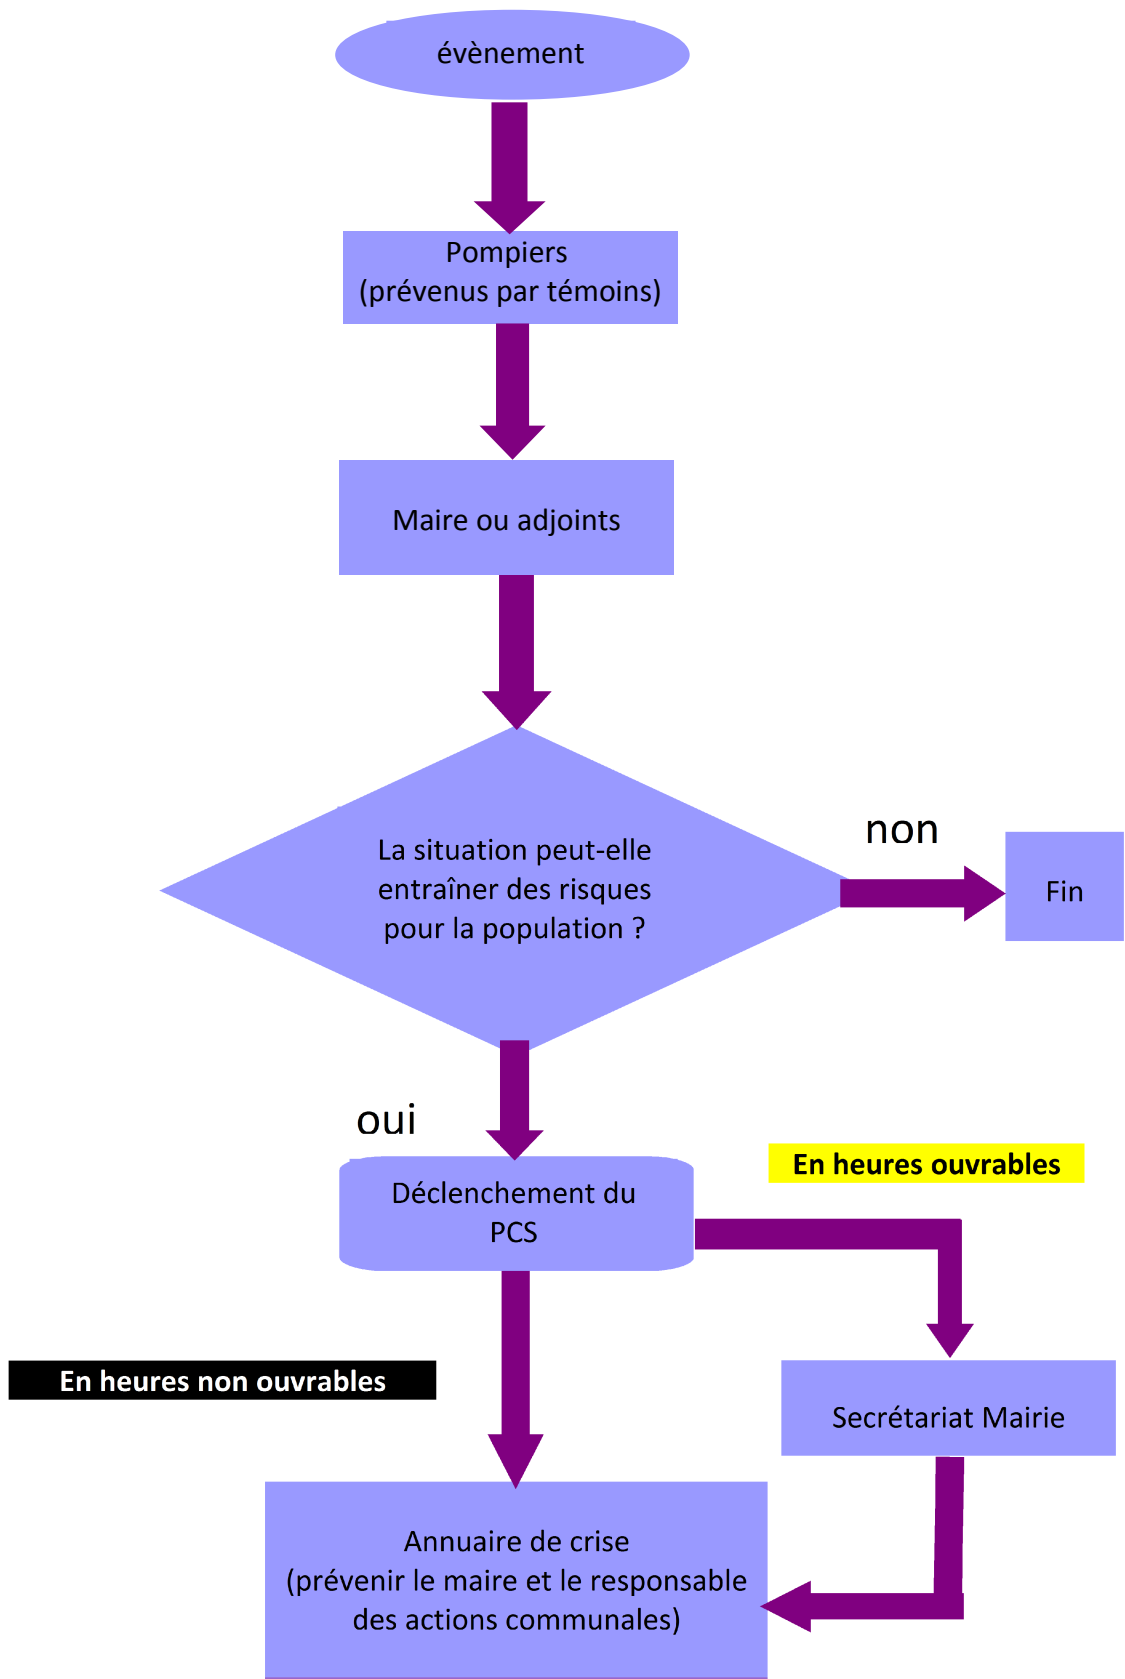 évènement
Pompiers
(prévenus par témoins)
Maire ou adjoints
La situation peut-elle
entraîner des risques
pour la population ?
non
Fin
oui
En heures ouvrables
Déclenchement du
PCS
En heures non ouvrables
Secrétariat Mairie
Annuaire de crise
(prévenir le maire et le responsable
des actions communales)